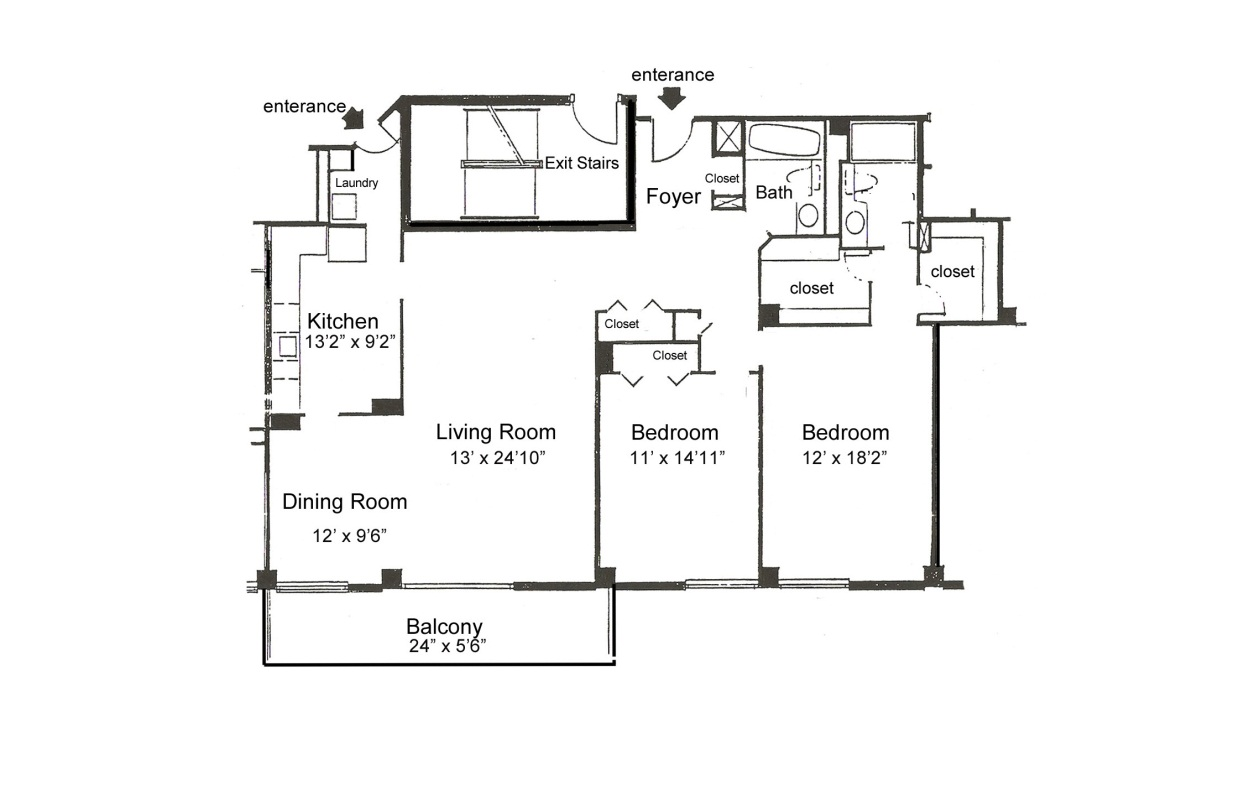 enterance
enterance
Exit Stairs
Laundry
Closet
Foyer
Bath
closet
closet
Kitchen
13’2” x 9’2”
Closet
Closet
Living Room
13’ x 24’10”
Bedroom
11’ x 14’11”
Bedroom
12’ x 18’2”
Dining Room
12’ x 9’6”
Balcony
24” x 5’6”